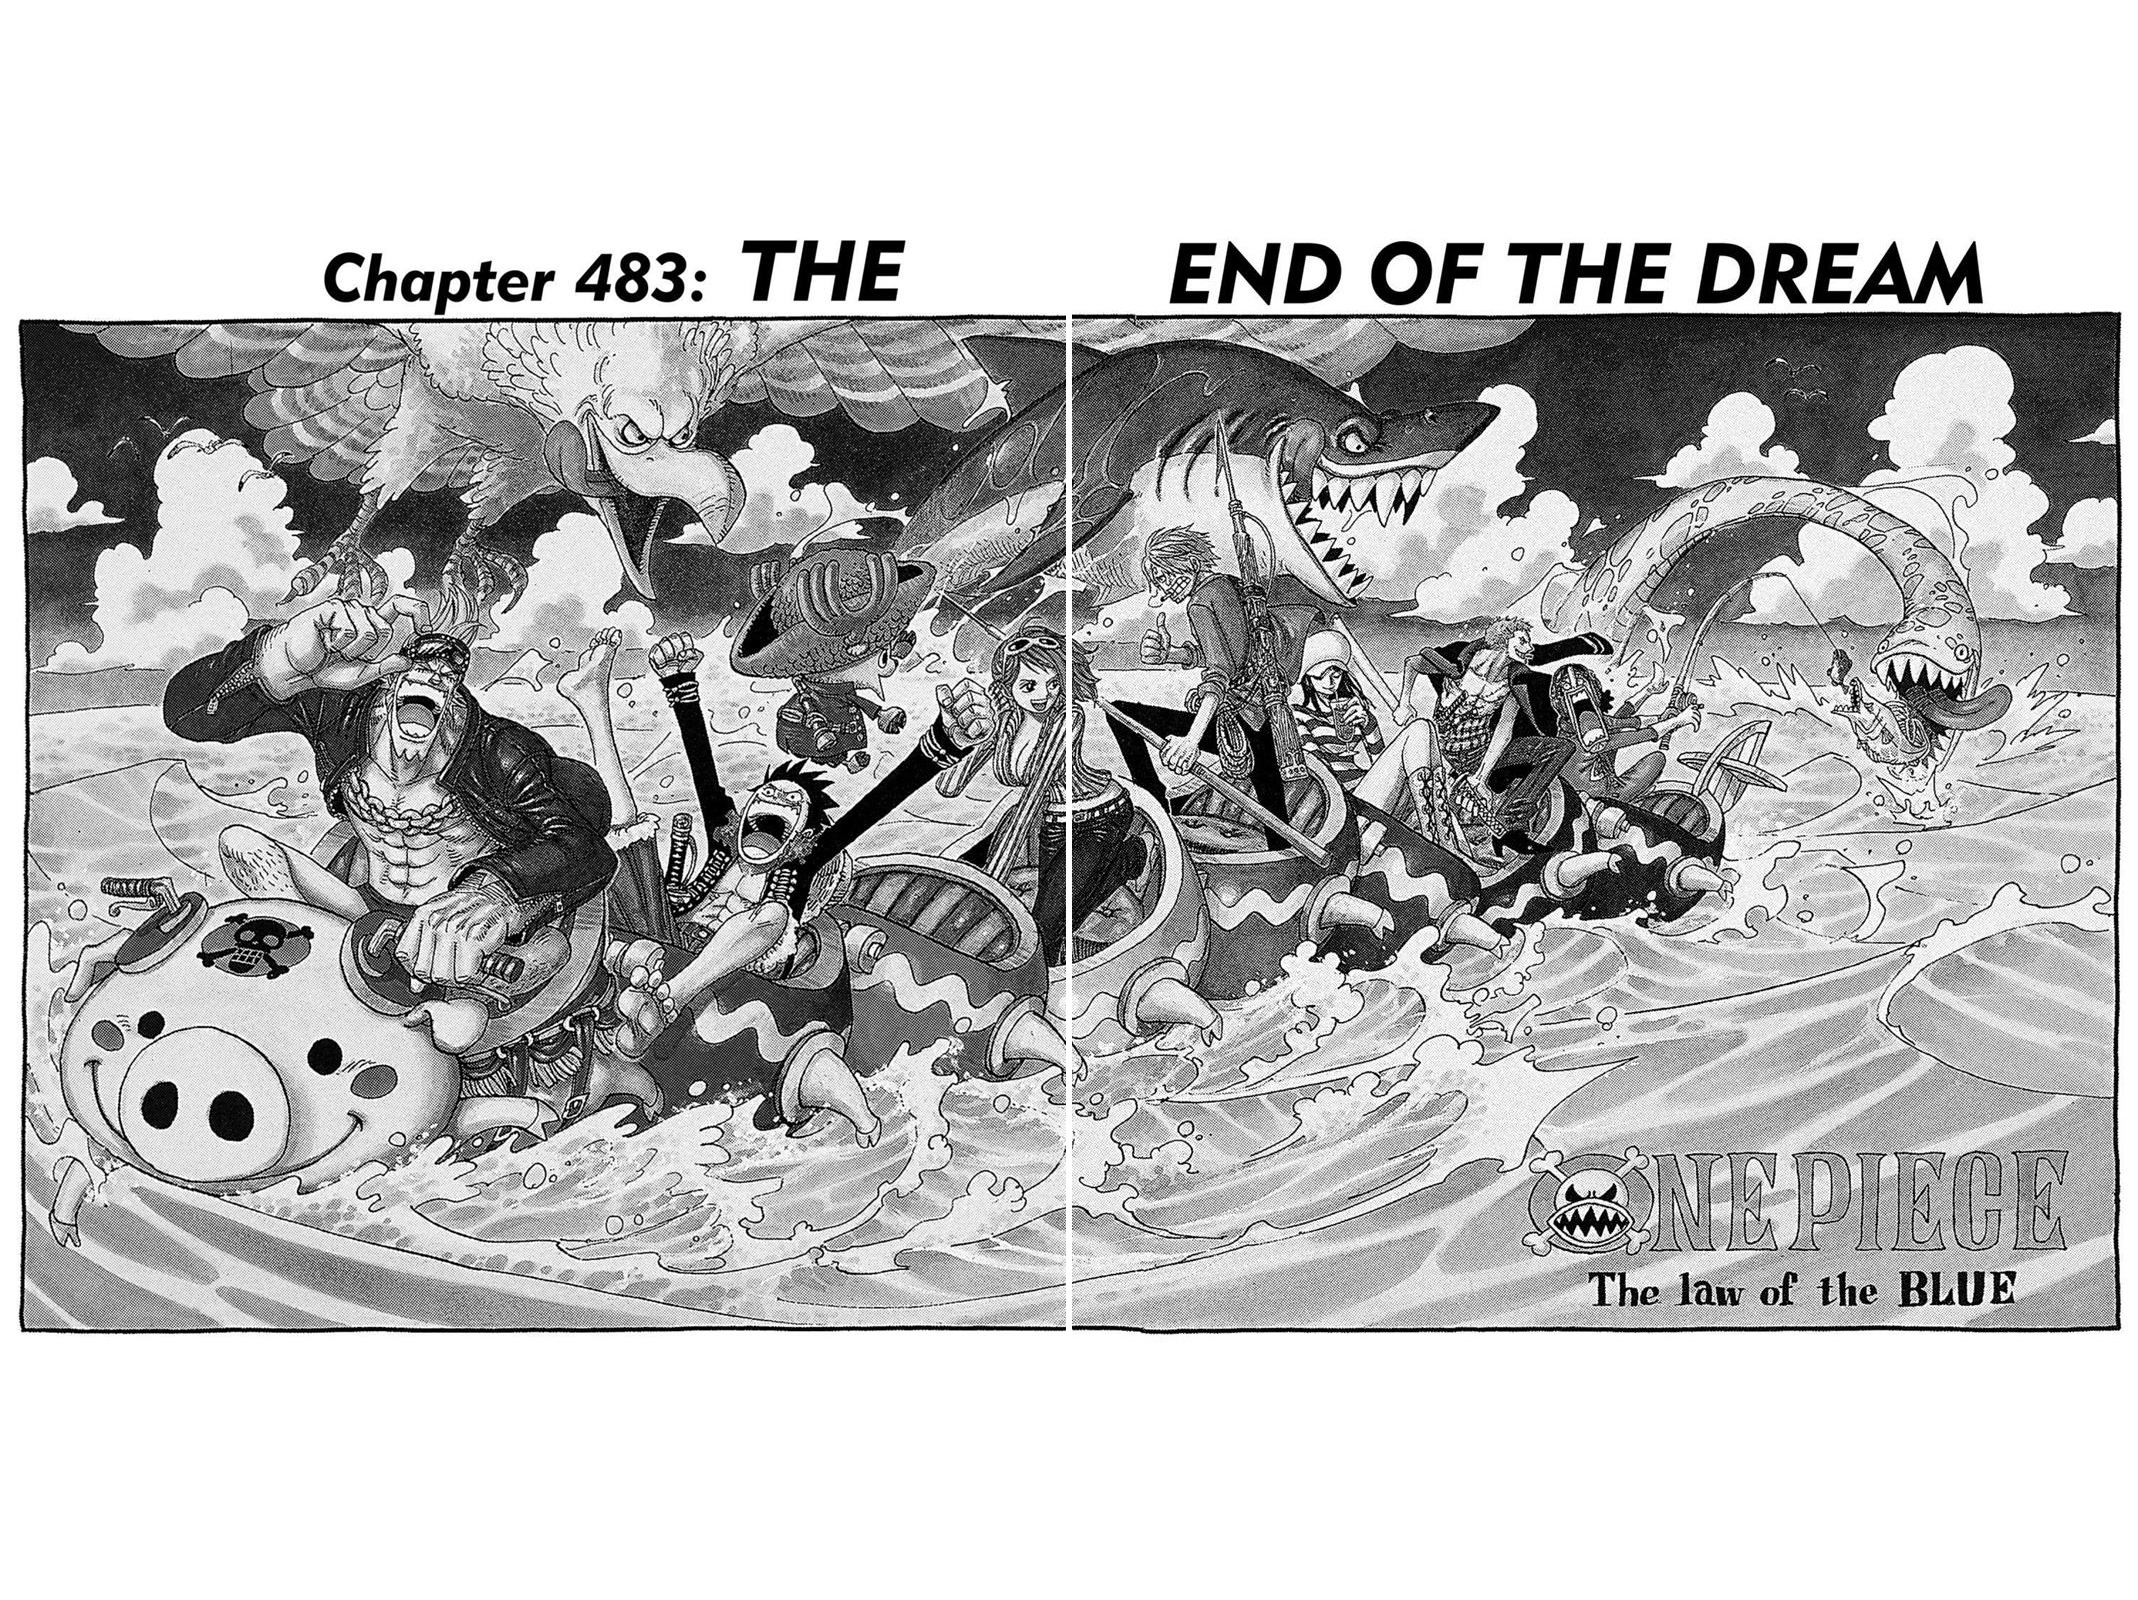 Chapter 483: THE END OF THE DREAM
ONE PIECE
The law of the BLUE